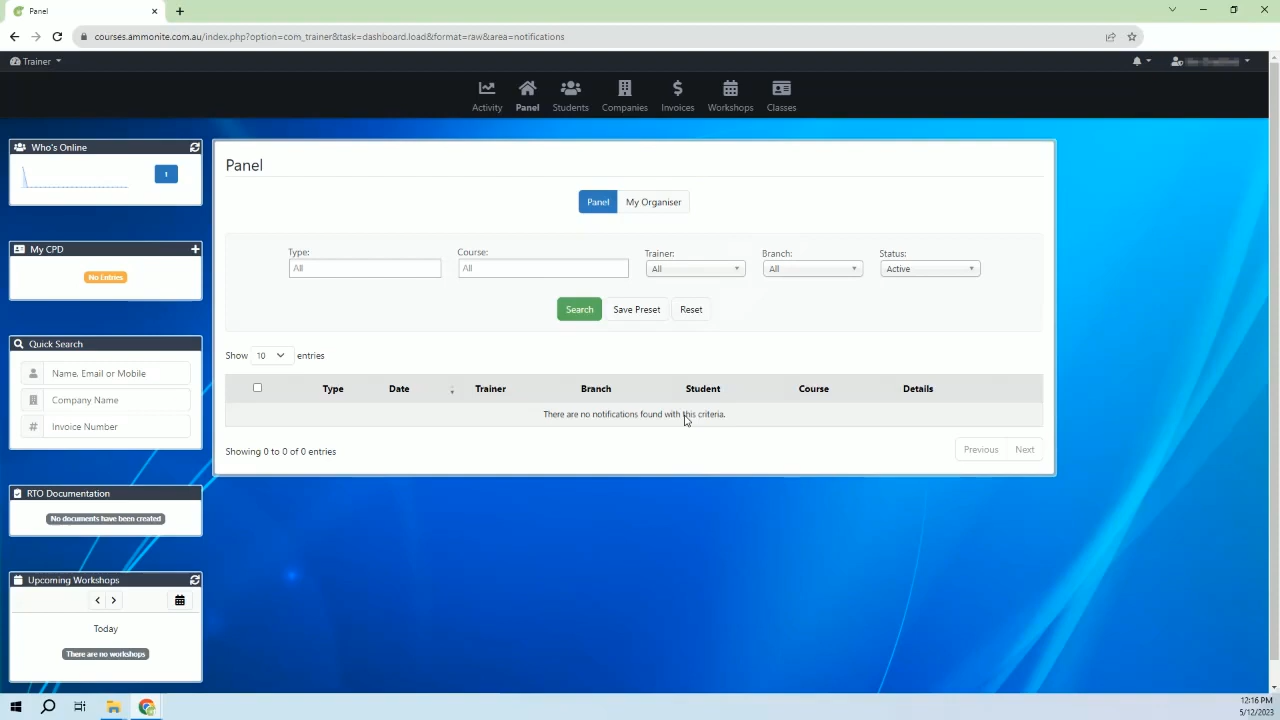 Panel
courses.ammonite.com.au/index.php?option=com_trainer&task=dashboard.load&format=raw&area=notifications
Trainer
Activity Panel Students Companies Invoices Workshops Classes
Who's Online
1
My CPD
No Entries
Quick Search
Name, Email or Mobile
Company Name
# Invoice Number
RTO Documentation
No documents have been created
Upcoming Workshops
Today
There are no workshops
Panel
Panel My Organiser
Type: Course: Trainer: Branch: Status:
All All All All Active
Search Save Preset Reset
Show 10 entries
Type Date Trainer Branch Student Course Details
There are no notifications found with this criteria.
Showing 0 to 0 of 0 entries
Previous Next
12:16 PM
5/12/2023